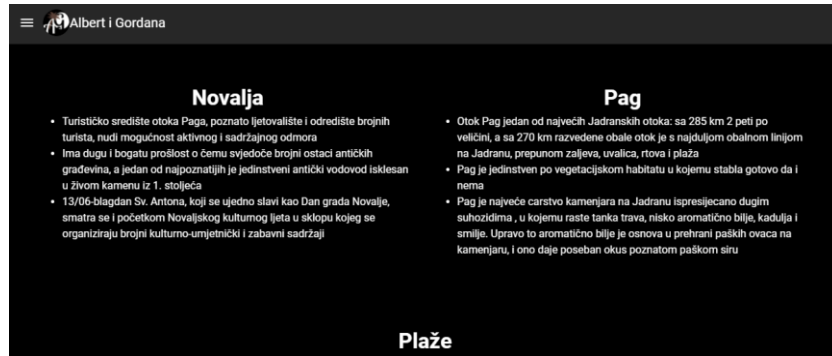 Albert i Gordana
Novalja
• Turističko središte otoka Paga, poznato ljetovalište i odredište brojnih
turista, nudi mogućnost aktivnog i sadržajnog odmora
• Ima dugu i bogatu prošlost o čemu svjedoče brojni ostaci antičkih
građevina, a jedan od najpoznatijih je jedinstveni antički vodovod isklesan
u živom kamenu iz 1. stoljeća
• 13/06-blagdan Sv. Antona, koji se ujedno slavi kao Dan grada Novalje,
smatra se i početkom Novaljskog kulturnog ljeta u sklopu kojeg se
organiziraju brojni kulturno-umjetnički i zabavni sadržaji
Pag
• Otok Pag jedan od najvećih Jadranskih otoka: sa 285 km 2 peti po
veličini, a sa 270 km razvedene obale otok je s najduljom obalnom linijom
na Jadranu, prepunom zaljeva, uvalica, rtova i plaža
• Pag je jedinstven po vegetacijskom habitatu u kojemu stabla gotovo da i
nema
• Pag je najveće carstvo kamenjara na Jadranu ispresijecano dugim
suhozidima , u kojemu raste tanka trava, nisko aromatično bilje, kadulja i
smilje. Upravo to aromatično bilje je osnova u prehrani paških ovaca na
kamenjaru, i ono daje poseban okus poznatom paškom siru
Plaže